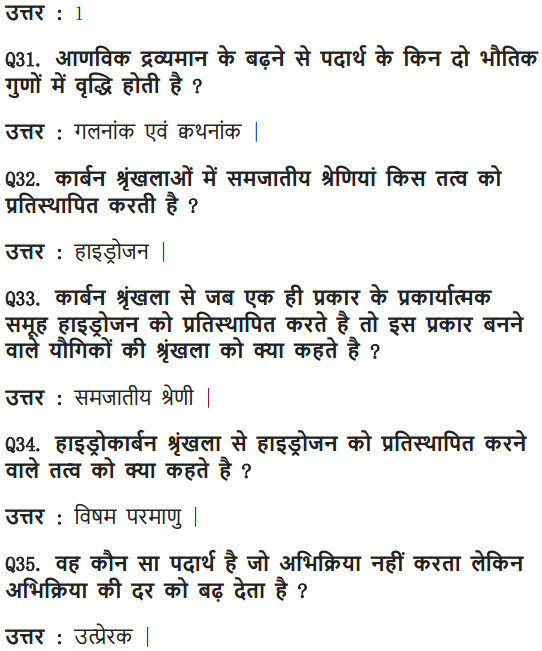 उत्तर : 1
Q31. आणविक द्रव्यमान के बढ़ने से पदार्थ के किन दो भौतिक
गुणों में वृद्धि होती है ?
उत्तर : गलनांक एवं क्वथनांक |
Q32. कार्बन श्रृंखलाओं में समजातीय श्रेणियां किस तत्व को
प्रतिस्थापित करती है ?
उत्तर : हाइड्रोजन |
Q33. कार्बन श्रृंखला से जब एक ही प्रकार के प्रकार्यात्मक
समूह हाइड्रोजन को प्रतिस्थापित करते है तो इस प्रकार बनने
वाले यौगिकों की श्रृंखला को क्या कहते है ?
उत्तर : समजातीय श्रेणी |
Q34. हाइड्रोकार्बन श्रृंखला से हाइड्रोजन को प्रतिस्थापित करने
वाले तत्व को क्या कहते है ?
उत्तर : विषम परमाणु |
Q35. वह कौन सा पदार्थ है जो अभिक्रिया नहीं करता लेकिन
अभिक्रिया की दर को बढ़ देता है ?
उत्तर : उत्प्रेरक |